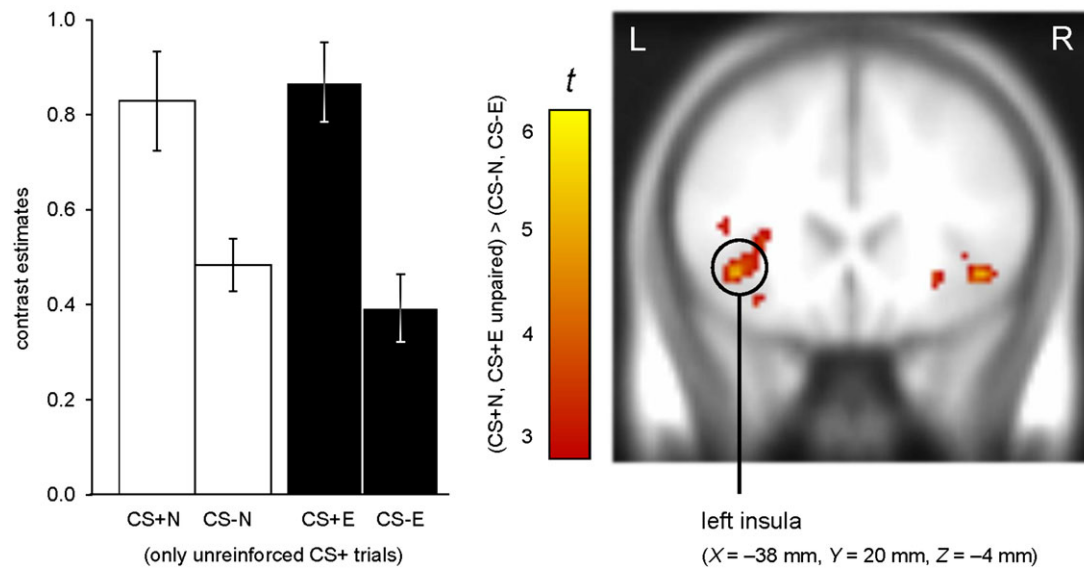 1.0
0.8
0.6
0.4
0.2
0.0
contrast estimates
CS+N CS-N CS+E CS-E
(only unreinforced CS+ trials)
(CS+N, CS+E unpaired) > (CS-N, CS-E)
t
6
5
4
3
L R
left insula
(X = –38 mm, Y = 20 mm, Z = –4 mm)